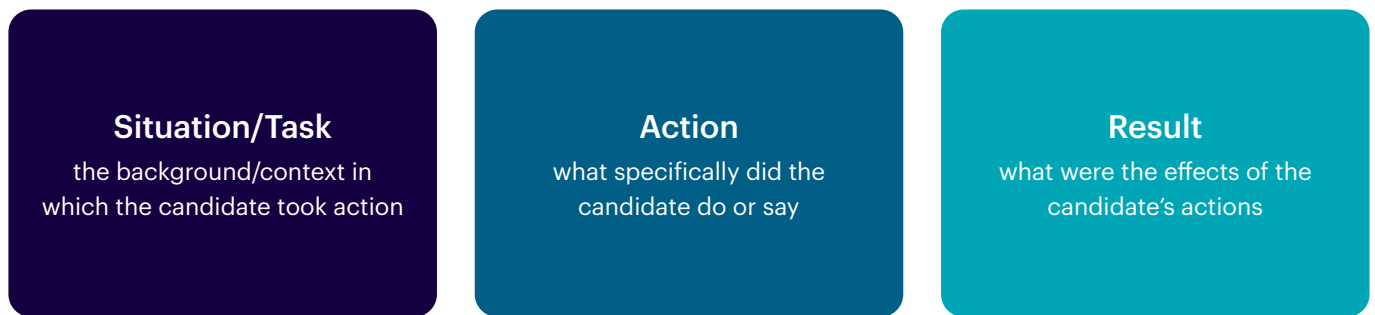 Situation/Task
the background/context in
which the candidate took action
Action
what specifically did the
candidate do or say
Result
what were the effects of the
candidate’s actions